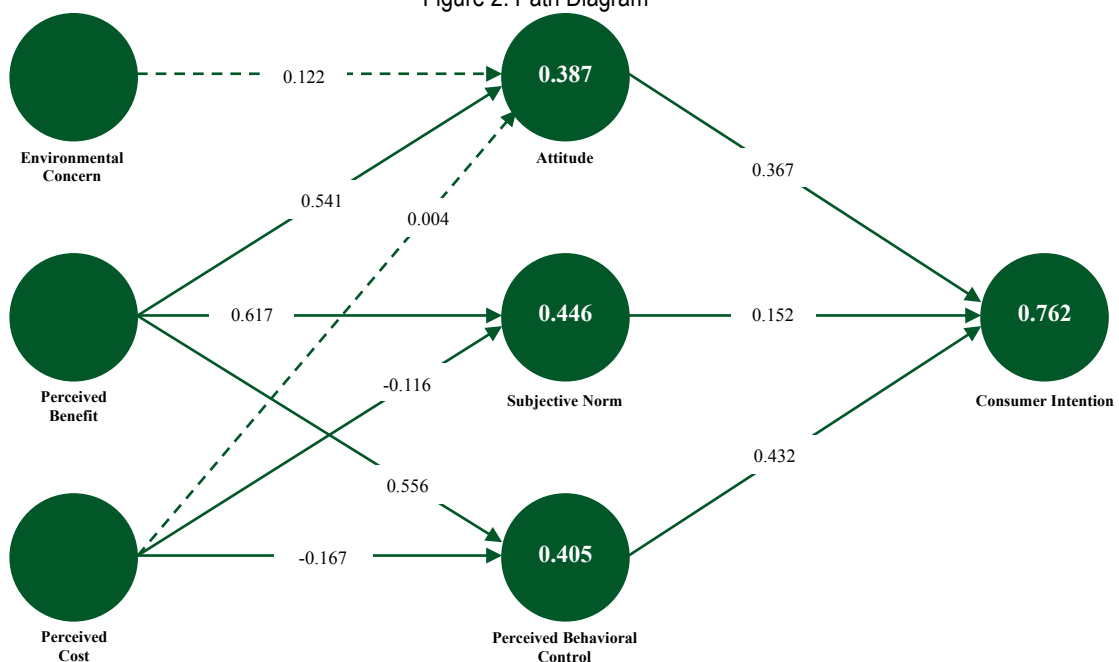 Figure 2. Path Diagram
0.122
0.387
Environmental
Concern
Attitude
0.367
0.541
0.004
0.617
0.446
0.152
0.762
-0.116
Perceived
Benefit
Subjective Norm
Consumer Intention
0.432
0.556
-0.167
0.405
Perceived
Cost
Perceived Behavioral
Control